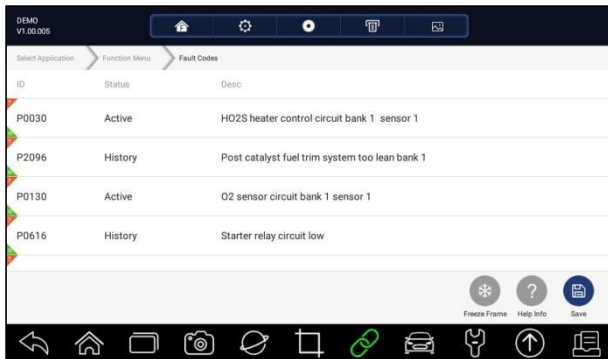 DEMO
V1.00.005
Select Application Function Menu Fault Codes
ID Status Desc
P0030 Active HO2S heater control circuit bank 1 sensor 1
P2096 History Post catalyst fuel trim system too lean bank 1
P0130 Active O2 sensor circuit bank 1 sensor 1
P0616 History Starter relay circuit low
Freeze Frame Help Info Save